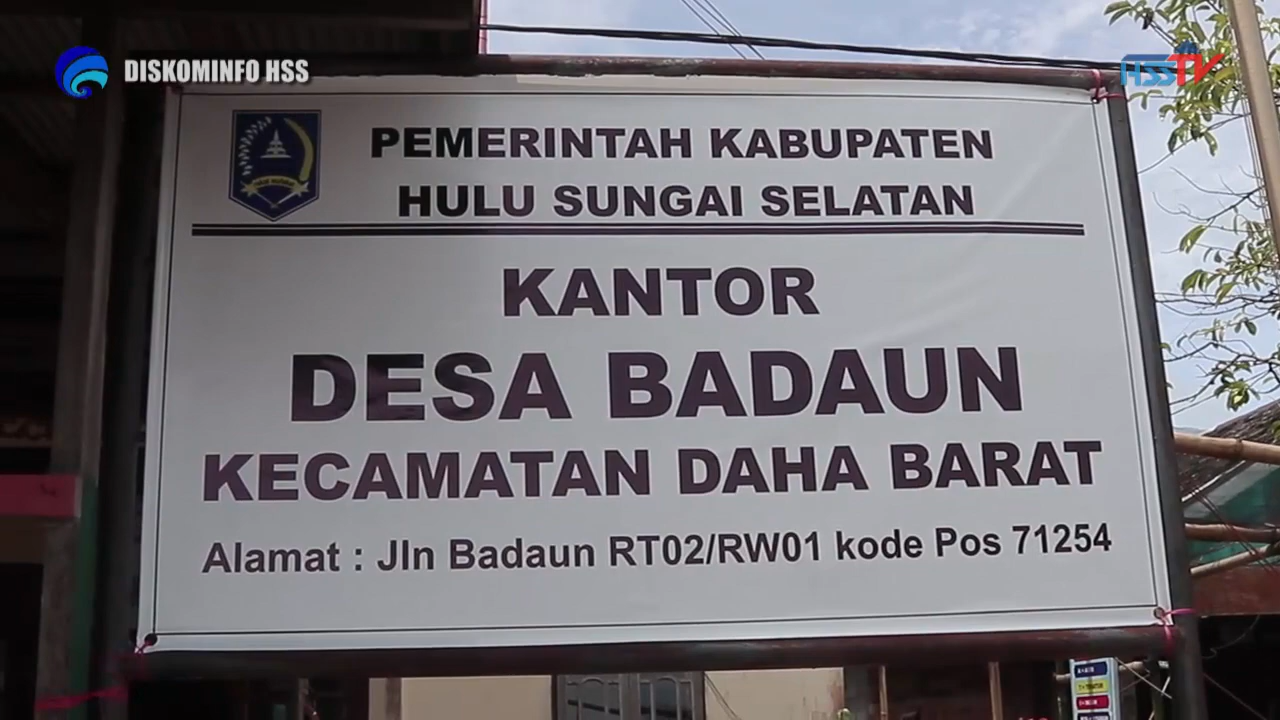 DISKOMINFO HSS
HSSTV
PEMERINTAH KABUPATEN
HULU SUNGAI SELATAN
KANTOR
DESA BADAUN
KECAMATAN DAHA BARAT
Alamat : Jln Badaun RT02/RW01 kode Pos 71254